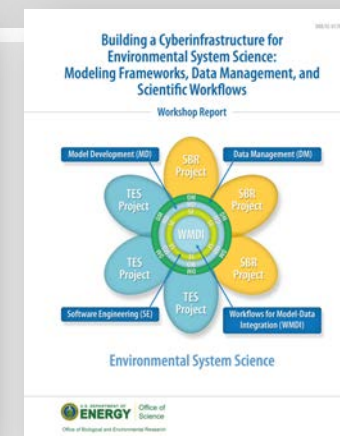 Building a Cyberinfrastructure for
Environmental System Science:
Modeling Frameworks, Data Management, and
Scientific Workflows
Workshop Report
Model Development (MD)
SBR
Project
Data Management (DM)
TES
Project
SBR
Project
WMDI
TES
Project
SBR
Project
Software Engineering (SE)
TES
Project
Workflows for Model-Data
Integration (WMDI)
Environmental System Science
U.S. DEPARTMENT OF
ENERGY
Office of
Science
Office of Biological and Environmental Research